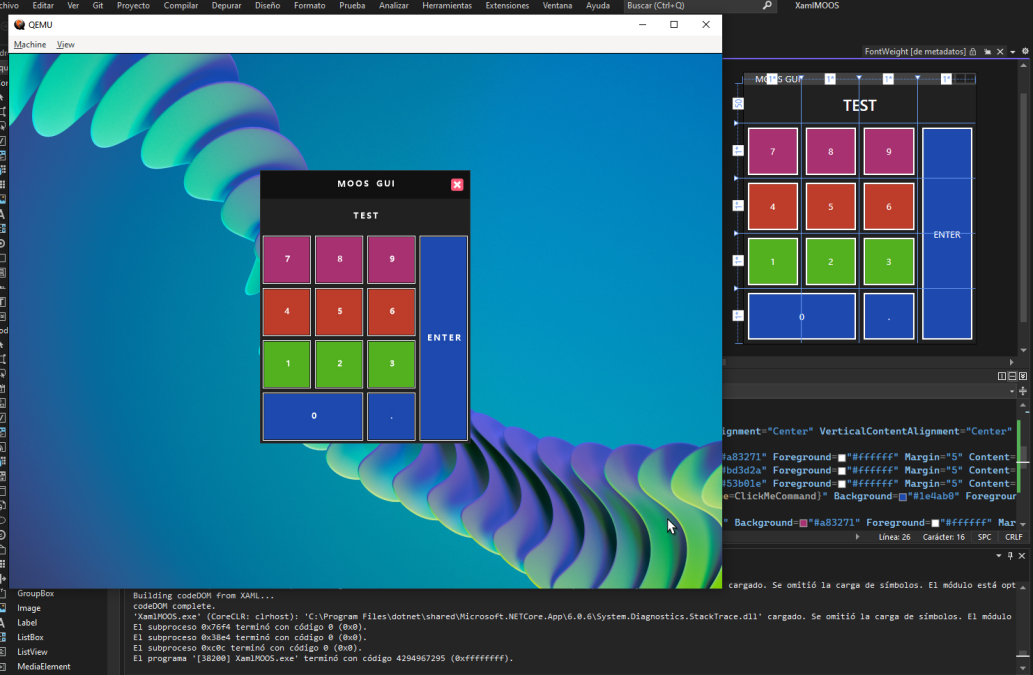 Editar Ver Git Proyecto Compilar Depurar Diseño Formato Prueba Analizar Herramientas Extensiones Ventana Ayuda Buscar (Ctrl+Q) XamlMOOS
QEMU
Machine View
FontWeight [de metadatos]
MOOS GUI
50
TEST
7 8 9
4 5 6
1 2 3
0 .
ENTER
MOOS GUI
TEST
7 8 9
4 5 6
1 2 3
0 .
ENTER
ignment="Center" VerticalContentAlignment="Center"
#a83271" Foreground="#ffffff" Margin="5" Content=
#bd3d2a" Foreground="#ffffff" Margin="5" Content=
#53b01e" Foreground="#ffffff" Margin="5" Content=
e=ClickMeCommand}" Background="#1e4ab0" Foregroun
" Background="#a83271" Foreground="#ffffff" Mar
Línea: 26 Carácter: 16 SPC CRLF
cargado. Se omitió la carga de símbolos. El módulo está opt
Building codeDOM from XAML...
codeDOM complete.
'XamlMOOS.exe' (CoreCLR: clrhost): 'C:\Program Files\dotnet\shared\Microsoft.NETCore.App\6.0.6\System.Diagnostics.StackTrace.dll' cargado. Se omitió la carga de símbolos. El módulo
El subproceso 0x76f4 terminó con código 0 (0x0).
El subproceso 0x38e4 terminó con código 0 (0x0).
El subproceso 0xc0c terminó con código 0 (0x0).
El programa '[38200] XamlMOOS.exe' terminó con código 4294967295 (0xffffffff).
GroupBox
Image
Label
ListBox
ListView
MediaElement